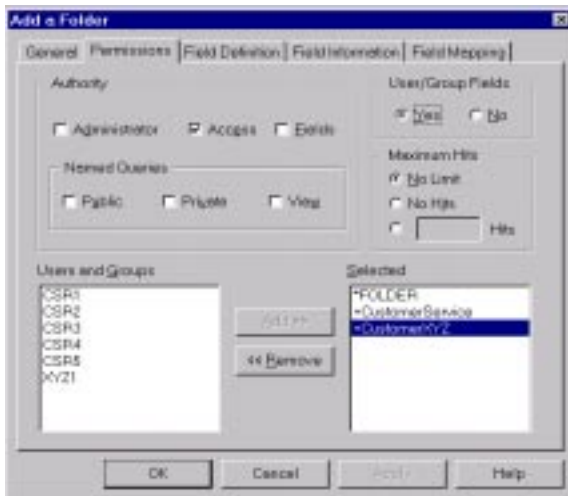 Add a Folder
General Permissions Field Definition Field Information Field Mapping
Authority
Administrator Access Fields
Named Queries
Public Private View
User/Group Fields
Yes No
Maximum Hits
No Limit
No Hits
Hits
Users and Groups
CSR1
CSR2
CSR3
CSR4
CSR5
XYZ1
Add >>
<< Remove
Selected
*FOLDER
+CustomerService
+CustomerXYZ
OK Cancel Apply Help